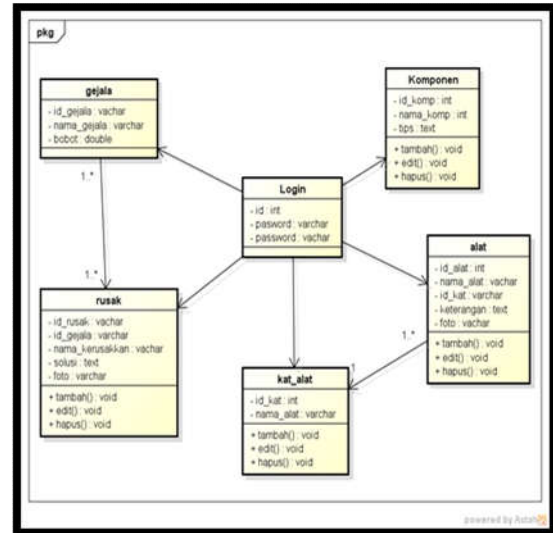 pkg
gejala
- id_gejala : vachar
- nama_gejala : varchar
- bobot : double
Komponen
- id_komp : int
- nama_komp : int
- tips : text
+ tambah() : void
+ edit() : void
+ hapus() : void
Login
- id : int
- pasword : varchar
- password : vachar
1..*
1..*
rusak
- id_rusak : vachar
- id_gejala : varchar
- nama_kerusakkan : vachar
- solusi : text
- foto : varchar
+ tambah() : void
+ edit() : void
+ hapus() : void
alat
- id_alat : int
- nama_alat : vachar
- id_kat : varchar
- keterangan : text
- foto : vachar
+ tambah() : void
+ edit() : void
+ hapus() : void
1..*
1
kat_alat
- id_kat : int
- nama_alat : varchar
+ tambah() : void
+ edit() : void
+ hapus() : void
powered by Astah